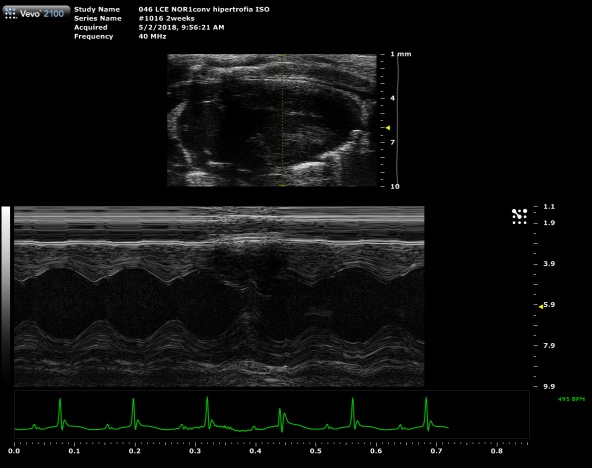 Vevo 2100
Study Name 046 LCE NOR1conv hipertrofia ISO
Series Name #1016 2weeks
Acquired 5/2/2018, 9:56:21 AM
Frequency 40 MHz
1 mm
4
7
10
1.1
1.9
3.9
5.9
7.9
9.9
495 BPM
0.0 0.1 0.2 0.3 0.4 0.5 0.6 0.7 0.8